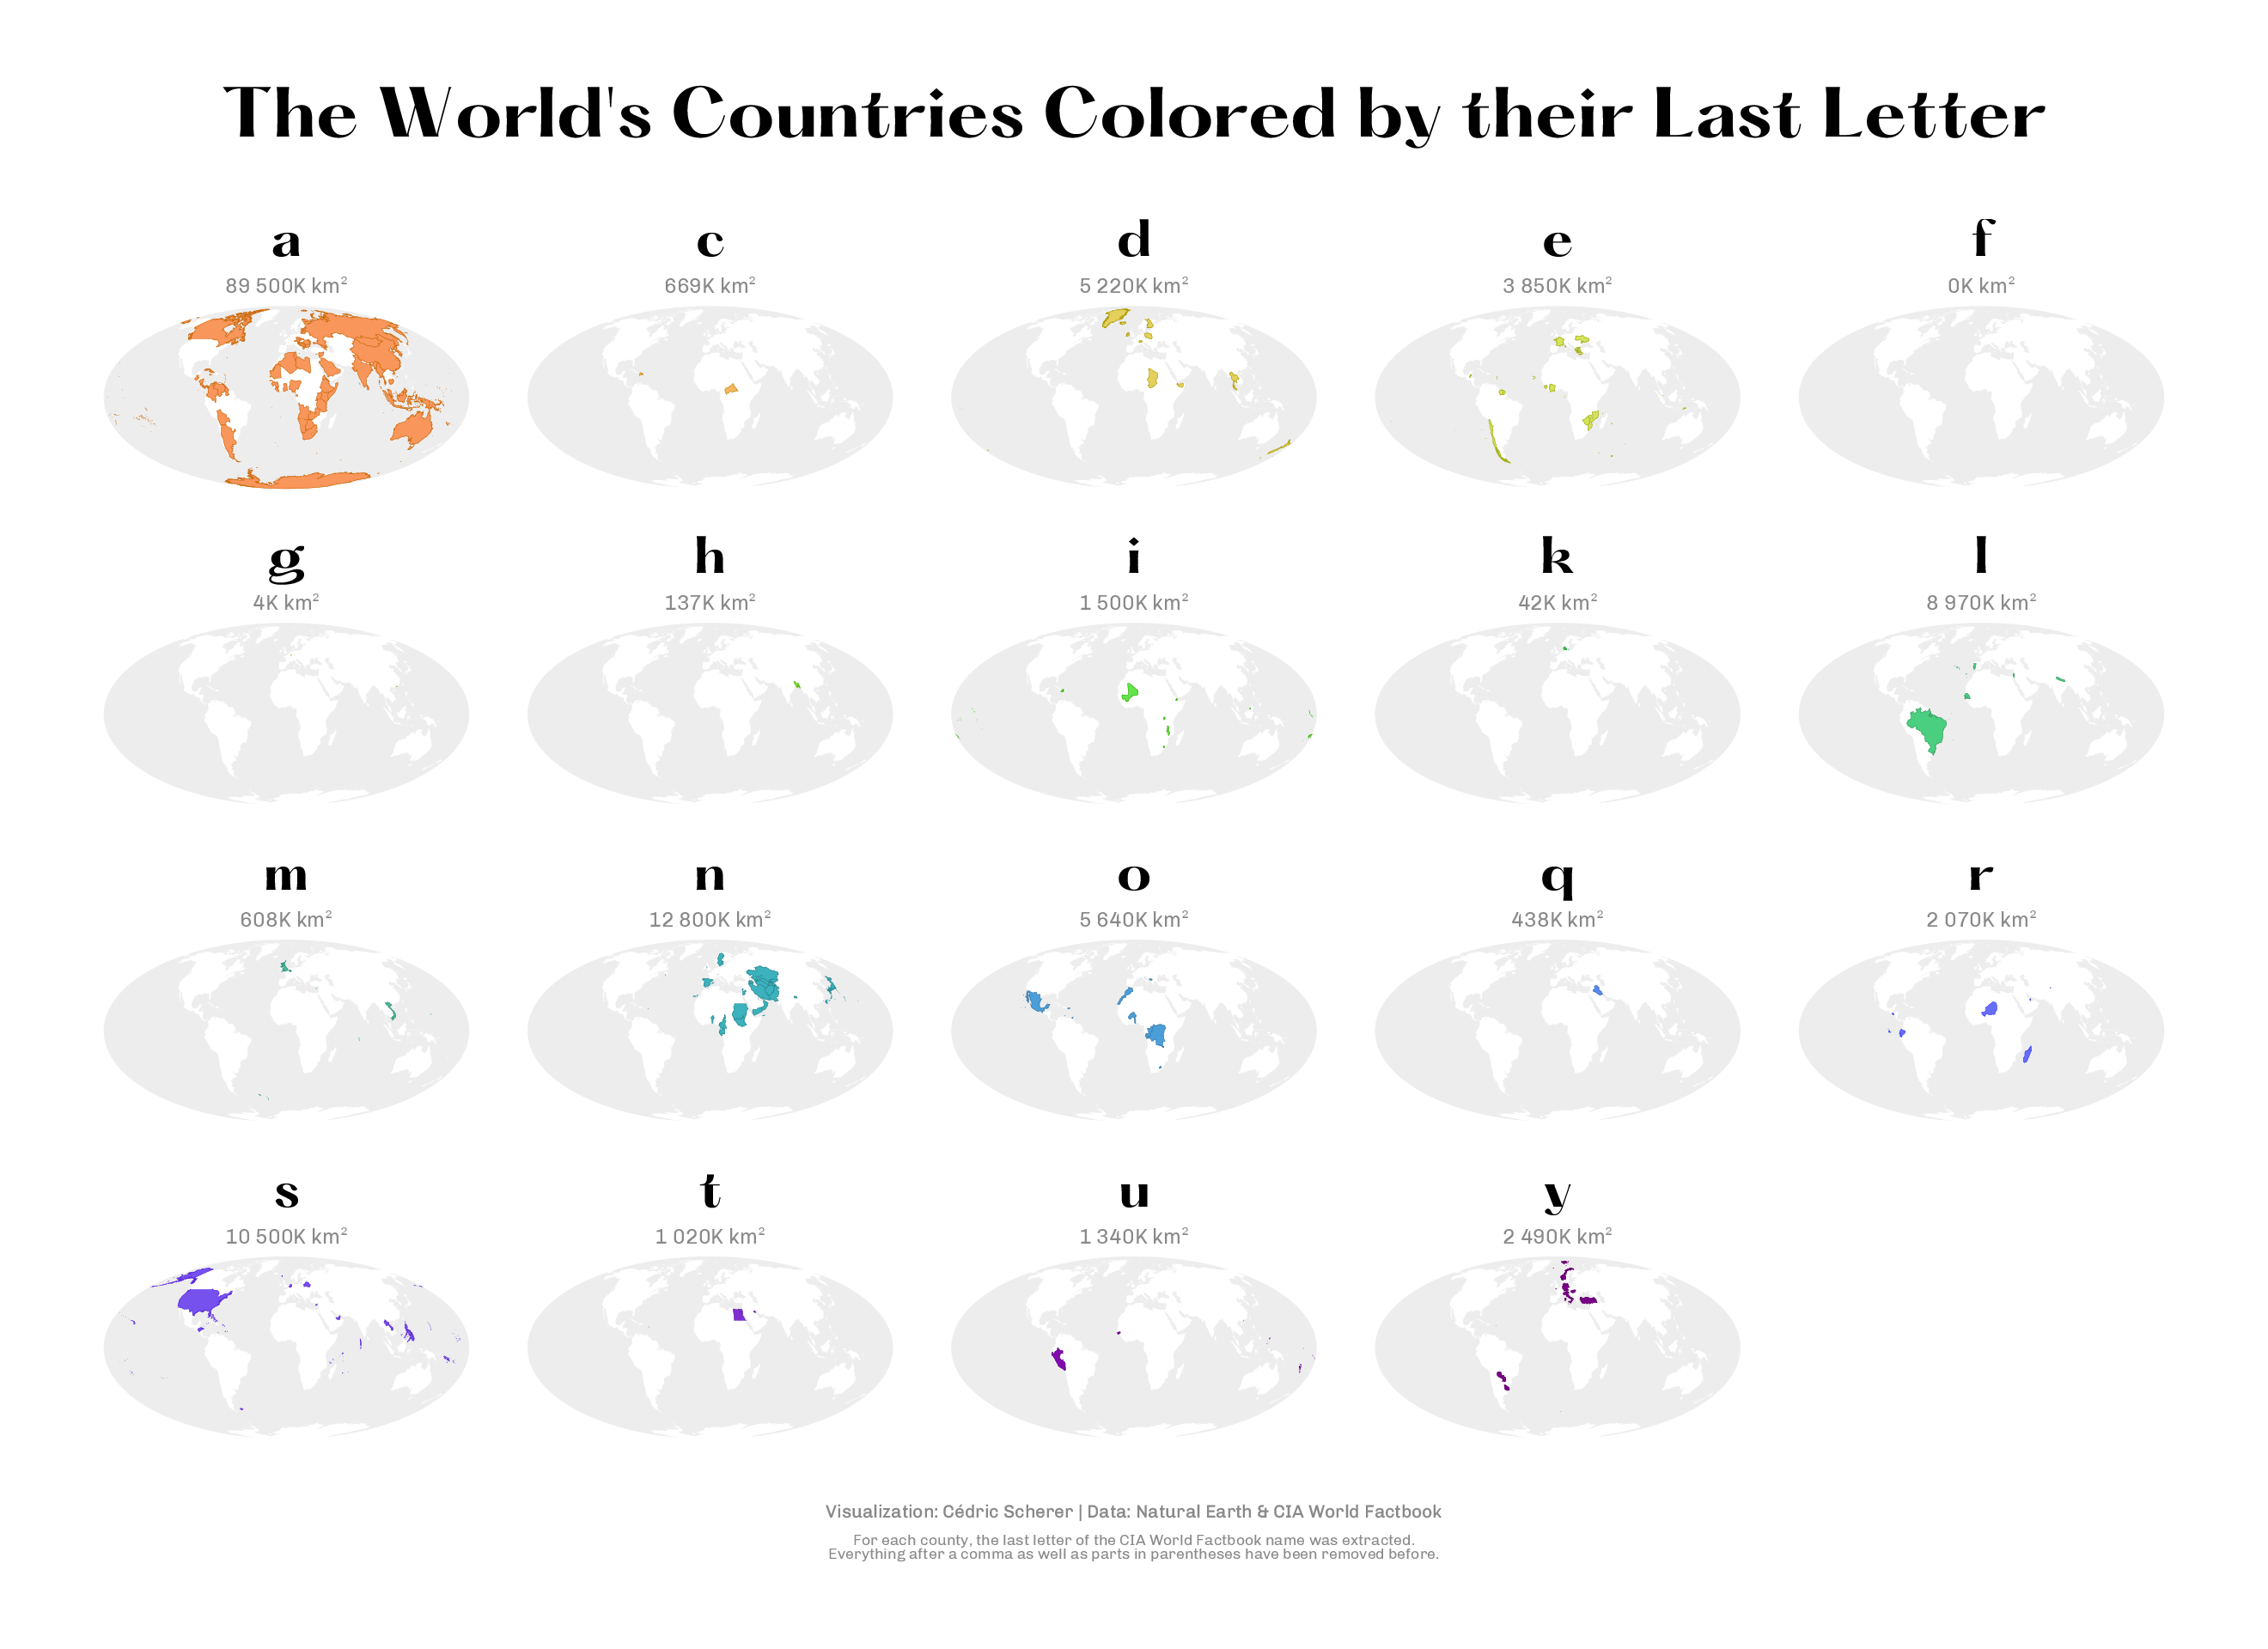 The World's Countries Colored by their Last Letter
a c d e f
89 500K km² 669K km² 5 220K km² 3 850K km² 0K km²
g h i k l
4K km² 137K km² 1 500K km² 42K km² 8 970K km²
m n o q r
608K km² 12 800K km² 5 640K km² 438K km² 2 070K km²
s t u y
10 500K km² 1 020K km² 1 340K km² 2 490K km²
Visualization: Cédric Scherer | Data: Natural Earth & CIA World Factbook
For each county, the last letter of the CIA World Factbook name was extracted.
Everything after a comma as well as parts in parentheses have been removed before.